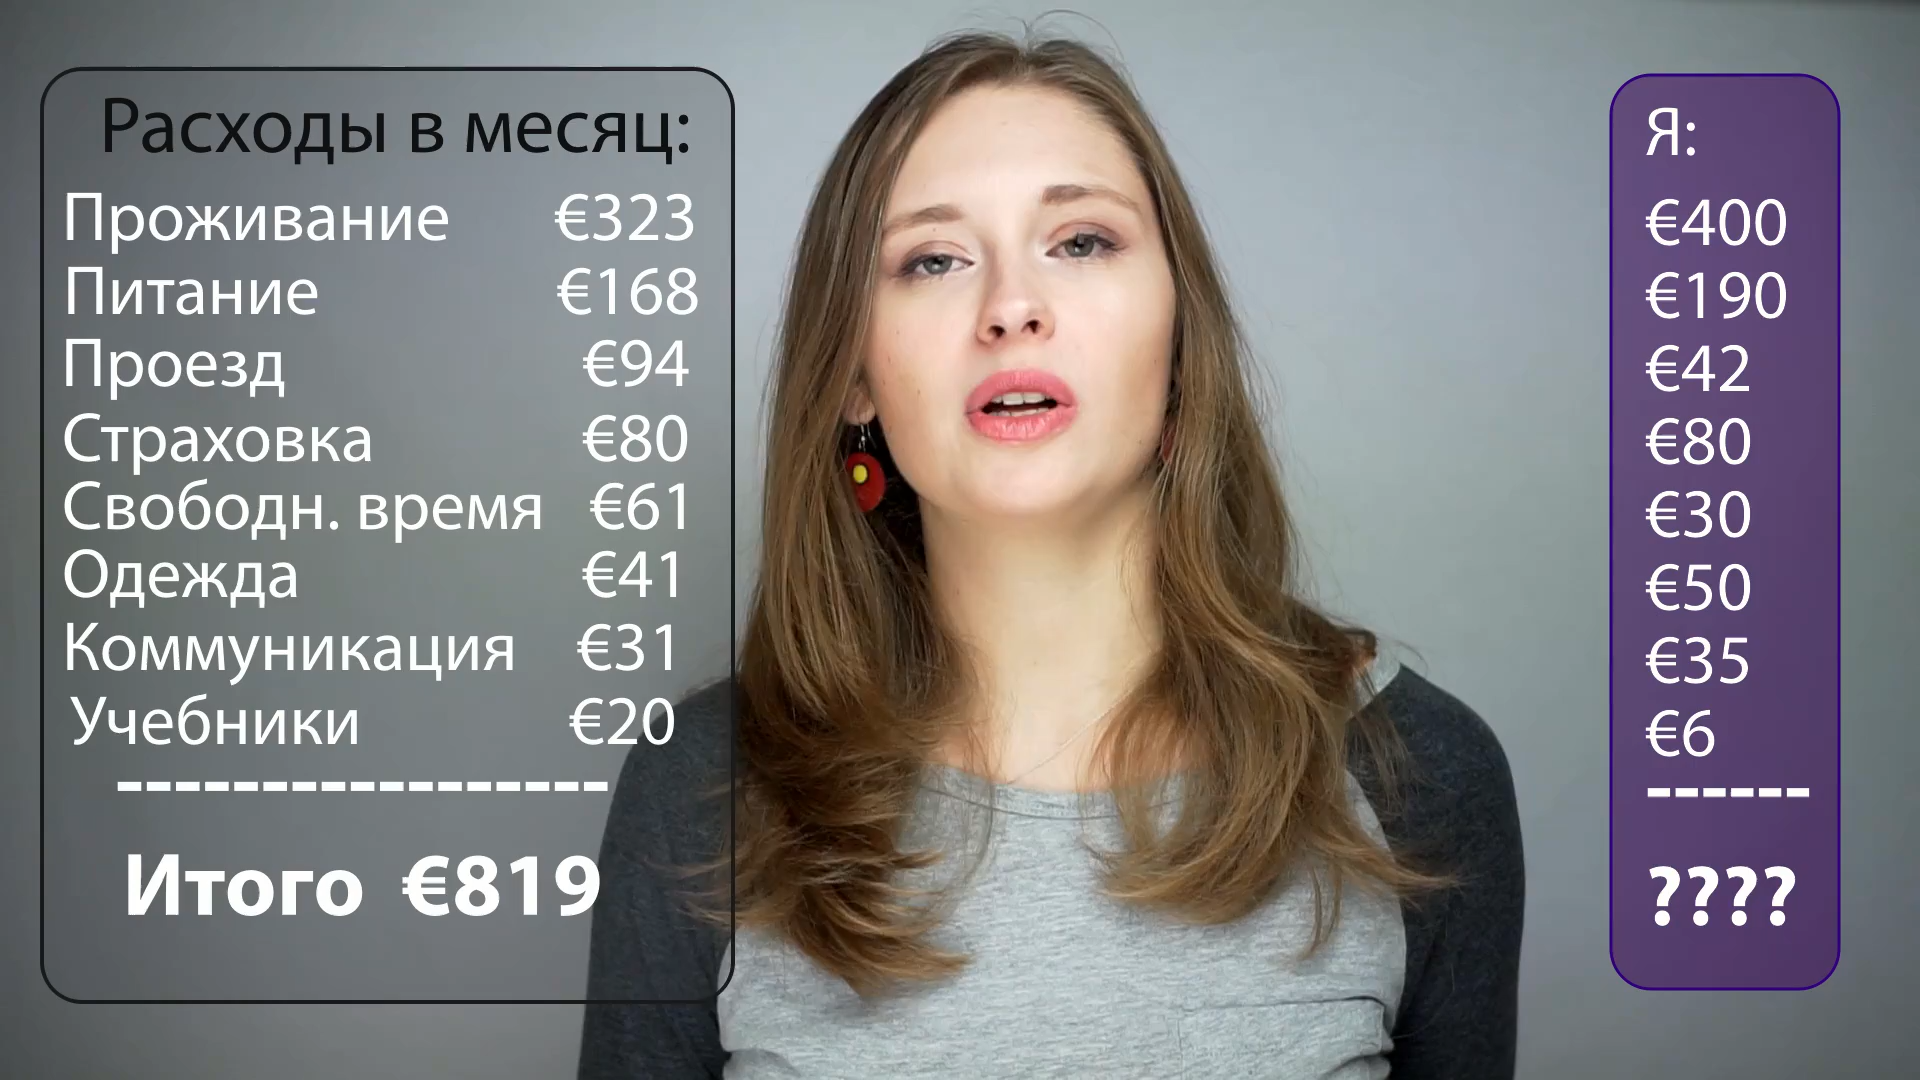 Расходы в месяц:
Проживание €323
Питание €168
Проезд €94
Страховка €80
Свободн. время €61
Одежда €41
Коммуникация €31
Учебники €20
-----------------
Итого €819
Я:
€400
€190
€42
€80
€30
€50
€35
€6
------
????